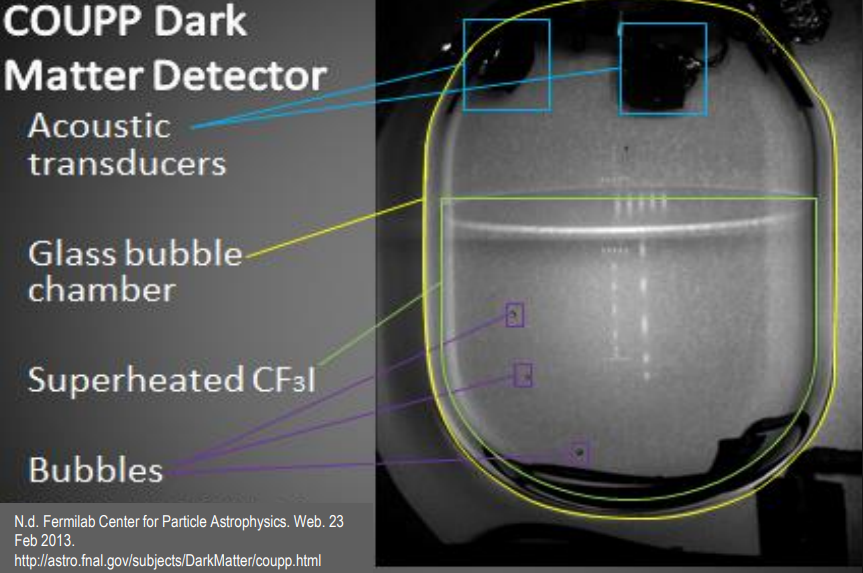 COUPP Dark
Matter Detector
Acoustic
transducers
Glass bubble
chamber
Superheated CF₃I
Bubbles
N.d. Fermilab Center for Particle Astrophysics. Web. 23
Feb 2013.
http://astro.fnal.gov/subjects/DarkMatter/coupp.html